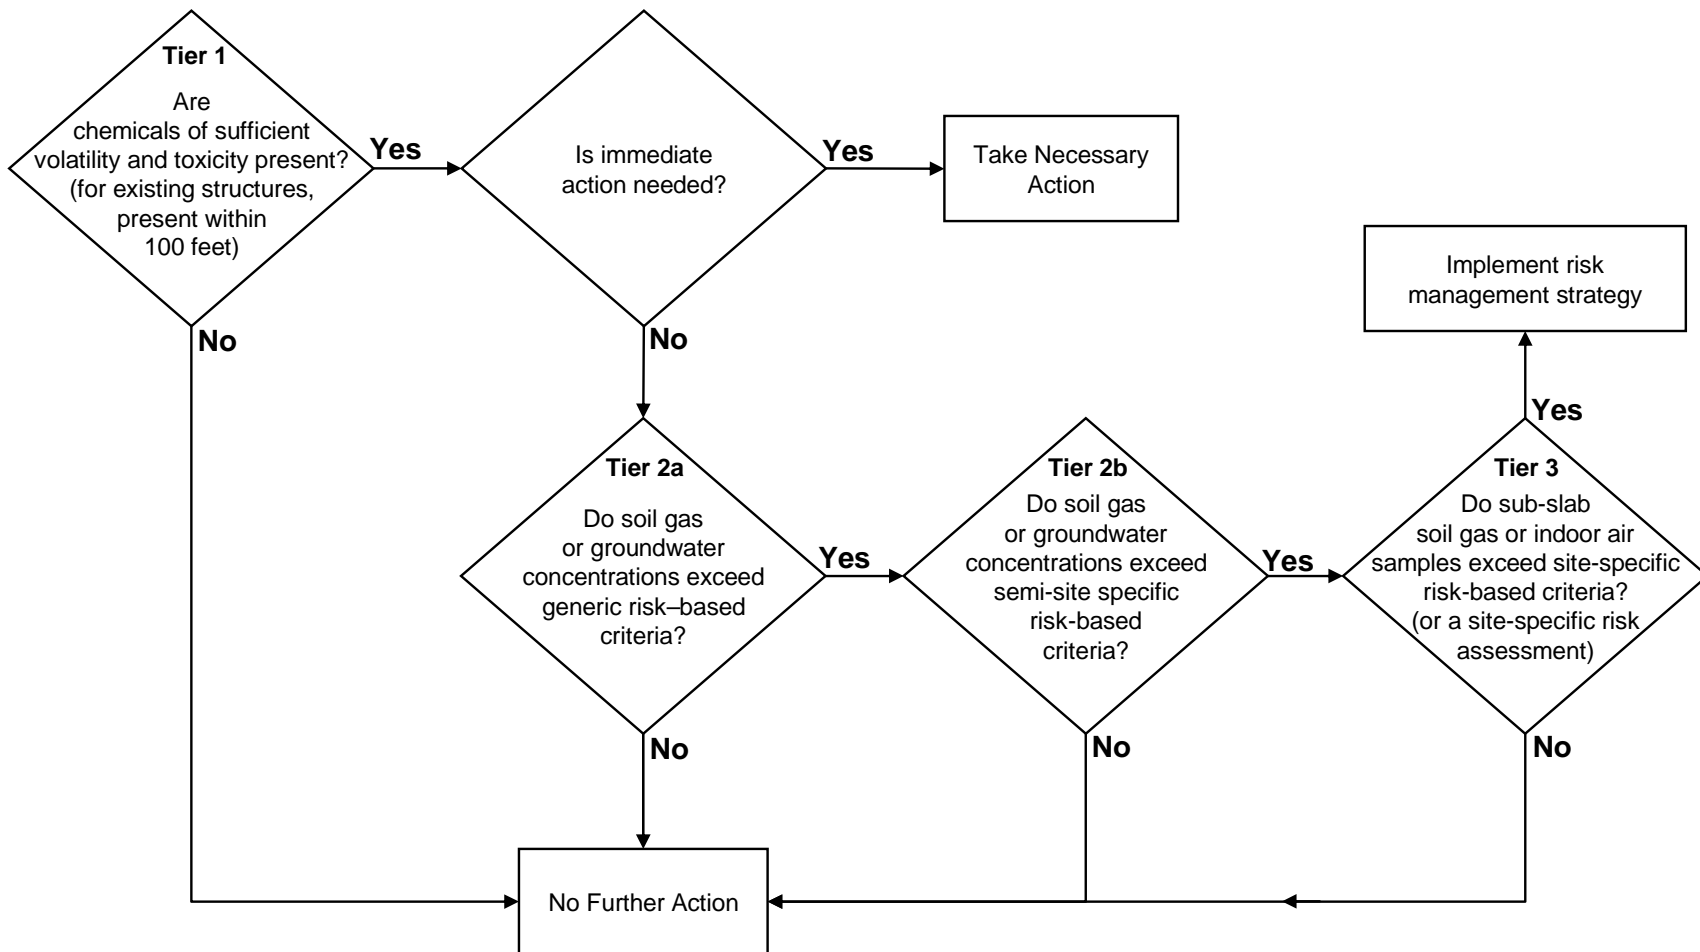 Tier 1
Are
chemicals of sufficient
volatility and toxicity present?
(for existing structures,
present within
100 feet)
Yes
No
Is immediate
action needed?
Yes
No
Take Necessary
Action
Implement risk
management strategy
Tier 2a
Do soil gas
or groundwater
concentrations exceed
generic risk–based
criteria?
Yes
No
Tier 2b
Do soil gas
or groundwater
concentrations exceed
semi-site specific
risk-based
criteria?
Yes
No
Yes
Tier 3
Do sub-slab
soil gas or indoor air
samples exceed site-specific
risk-based criteria?
(or a site-specific risk
assessment)
No
No Further Action